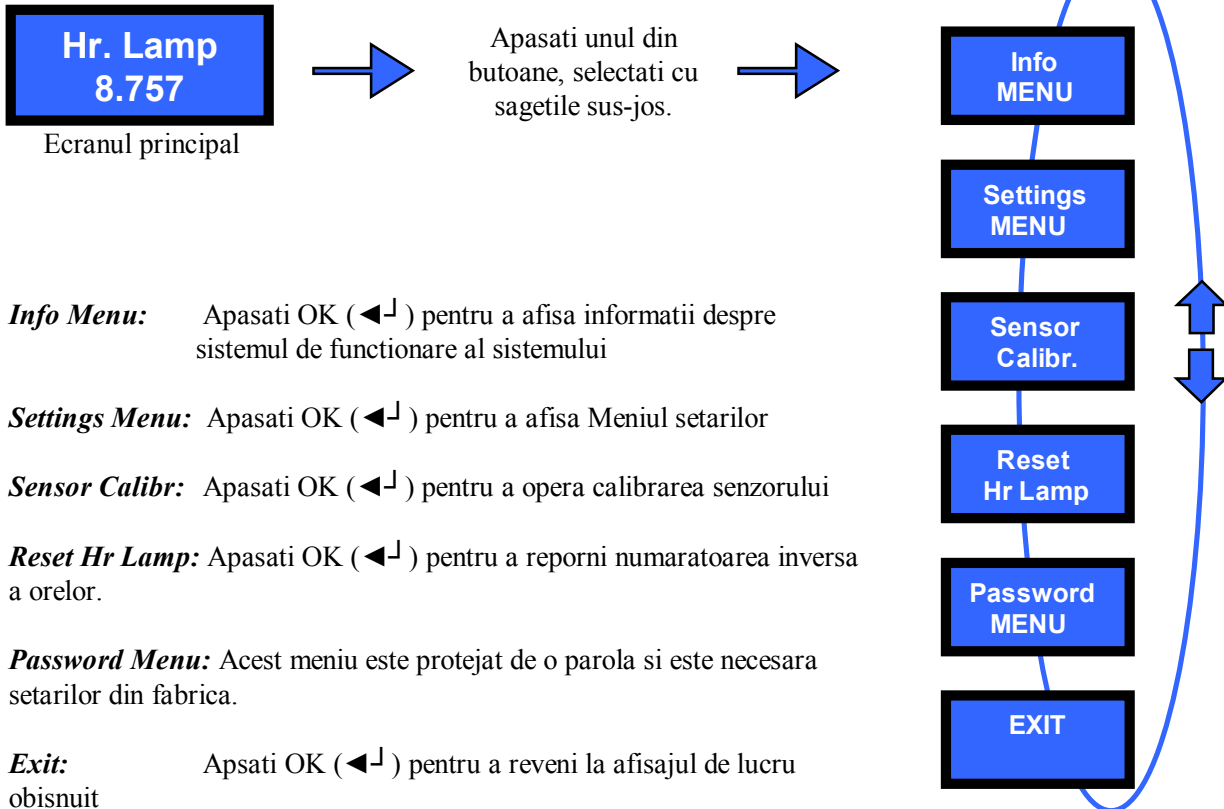 Hr. Lamp
8.757
Ecranul principal
Apasati unul din
butoane, selectati cu
sagetile sus-jos.
Info
MENU
Settings
MENU
Sensor
Calibr.
Reset
Hr Lamp
Password
MENU
EXIT
Info Menu: Apasati OK (◄┘) pentru a afisa informatii despre
sistemul de functionare al sistemului
Settings Menu: Apasati OK (◄┘) pentru a afisa Meniul setarilor
Sensor Calibr: Apasati OK (◄┘) pentru a opera calibrarea senzorului
Reset Hr Lamp: Apasati OK (◄┘) pentru a reporni numaratoarea inversa
a orelor.
Password Menu: Acest meniu este protejat de o parola si este necesara
setarilor din fabrica.
Exit: Apsati OK (◄┘) pentru a reveni la afisajul de lucru
obisnuit